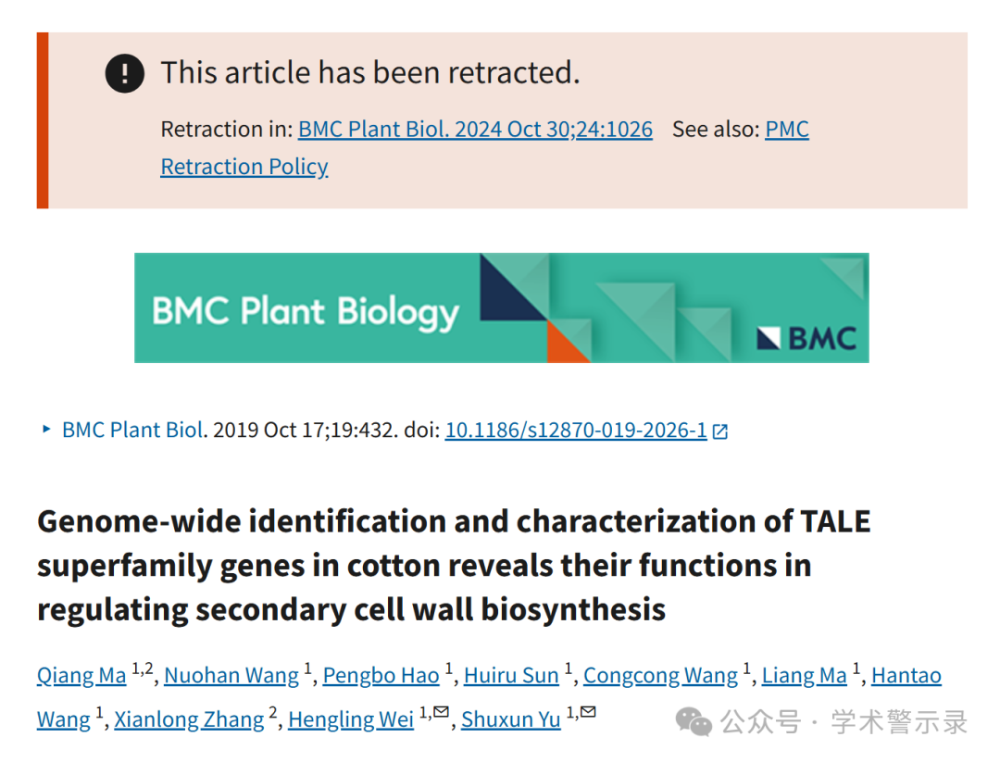 This article has been retracted.
Retraction in: BMC Plant Biol. 2024 Oct 30;24:1026 See also: PMC
Retraction Policy
BMC Plant Biology
BMC
BMC Plant Biol. 2019 Oct 17;19:432. doi: 10.1186/s12870-019-2026-1
Genome-wide identification and characterization of TALE
superfamily genes in cotton reveals their functions in
regulating secondary cell wall biosynthesis
Qiang Ma 1,2, Nuohan Wang 1, Pengbo Hao 1, Huiru Sun 1, Congcong Wang 1, Liang Ma 1, Hantao
Wang 1, Xianlong Zhang 2, Hengling Wei 1,✉, Shuxun Yu 1,✉
公众号 · 学术警示录